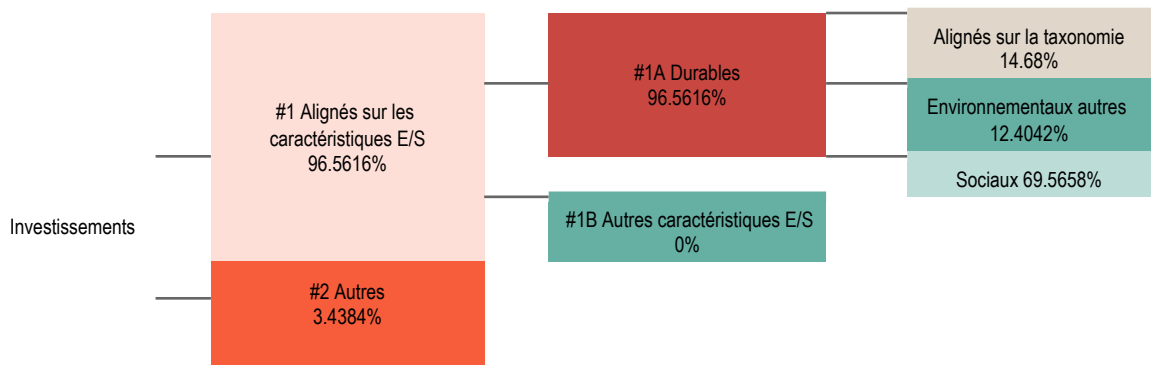 Investissements
#1 Alignés sur les
caractéristiques E/S
96.5616%
#2 Autres
3.4384%
#1A Durables
96.5616%
#1B Autres caractéristiques E/S
0%
Alignés sur la taxonomie
14.68%
Environnementaux autres
12.4042%
Sociaux 69.5658%